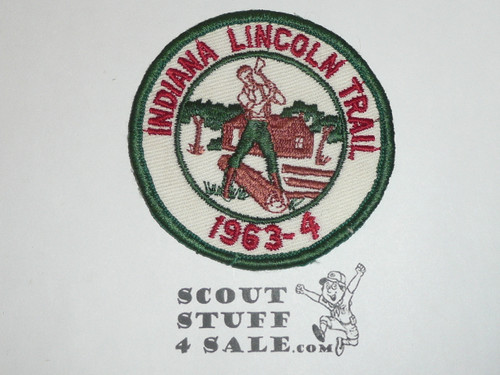 INDIANA LINCOLN TRAIL
1963-4
SCOUT
STUFF
4 SALE.COM